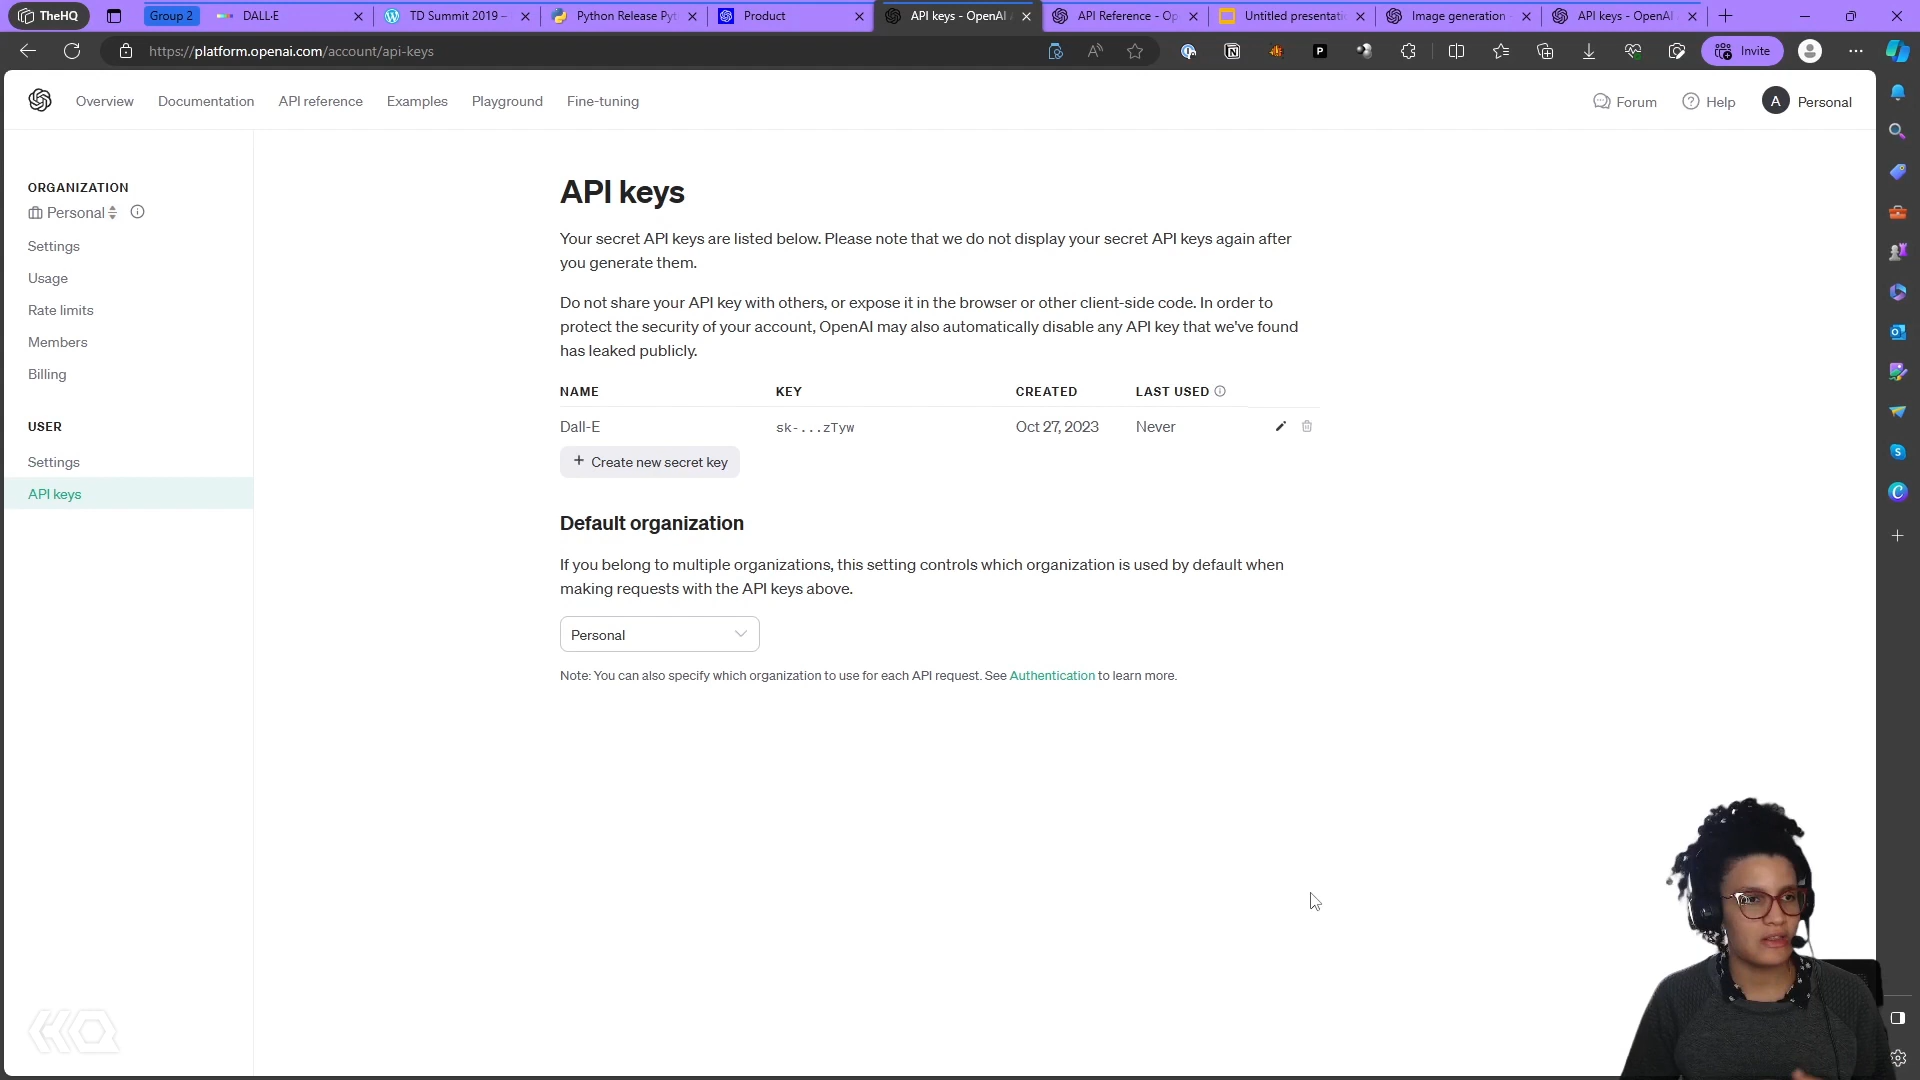 TheHQ
Group 2
DALL·E
TD Summit 2019 –
Python Release Pyt
Product
API keys - OpenAI
API Reference - Op
Untitled presentatio
Image generation
API keys - OpenAI
https://platform.openai.com/account/api-keys
Invite
Overview
Documentation
API reference
Examples
Playground
Fine-tuning
Forum
Help
A
Personal
ORGANIZATION
Personal
Settings
Usage
Rate limits
Members
Billing
USER
Settings
API keys
API keys
Your secret API keys are listed below. Please note that we do not display your secret API keys again after
you generate them.
Do not share your API key with others, or expose it in the browser or other client-side code. In order to
protect the security of your account, OpenAI may also automatically disable any API key that we've found
has leaked publicly.
NAME KEY CREATED LAST USED
Dall-E sk-...zTyw Oct 27, 2023 Never
+ Create new secret key
Default organization
If you belong to multiple organizations, this setting controls which organization is used by default when
making requests with the API keys above.
Personal
Note: You can also specify which organization to use for each API request. See Authentication to learn more.
HQ